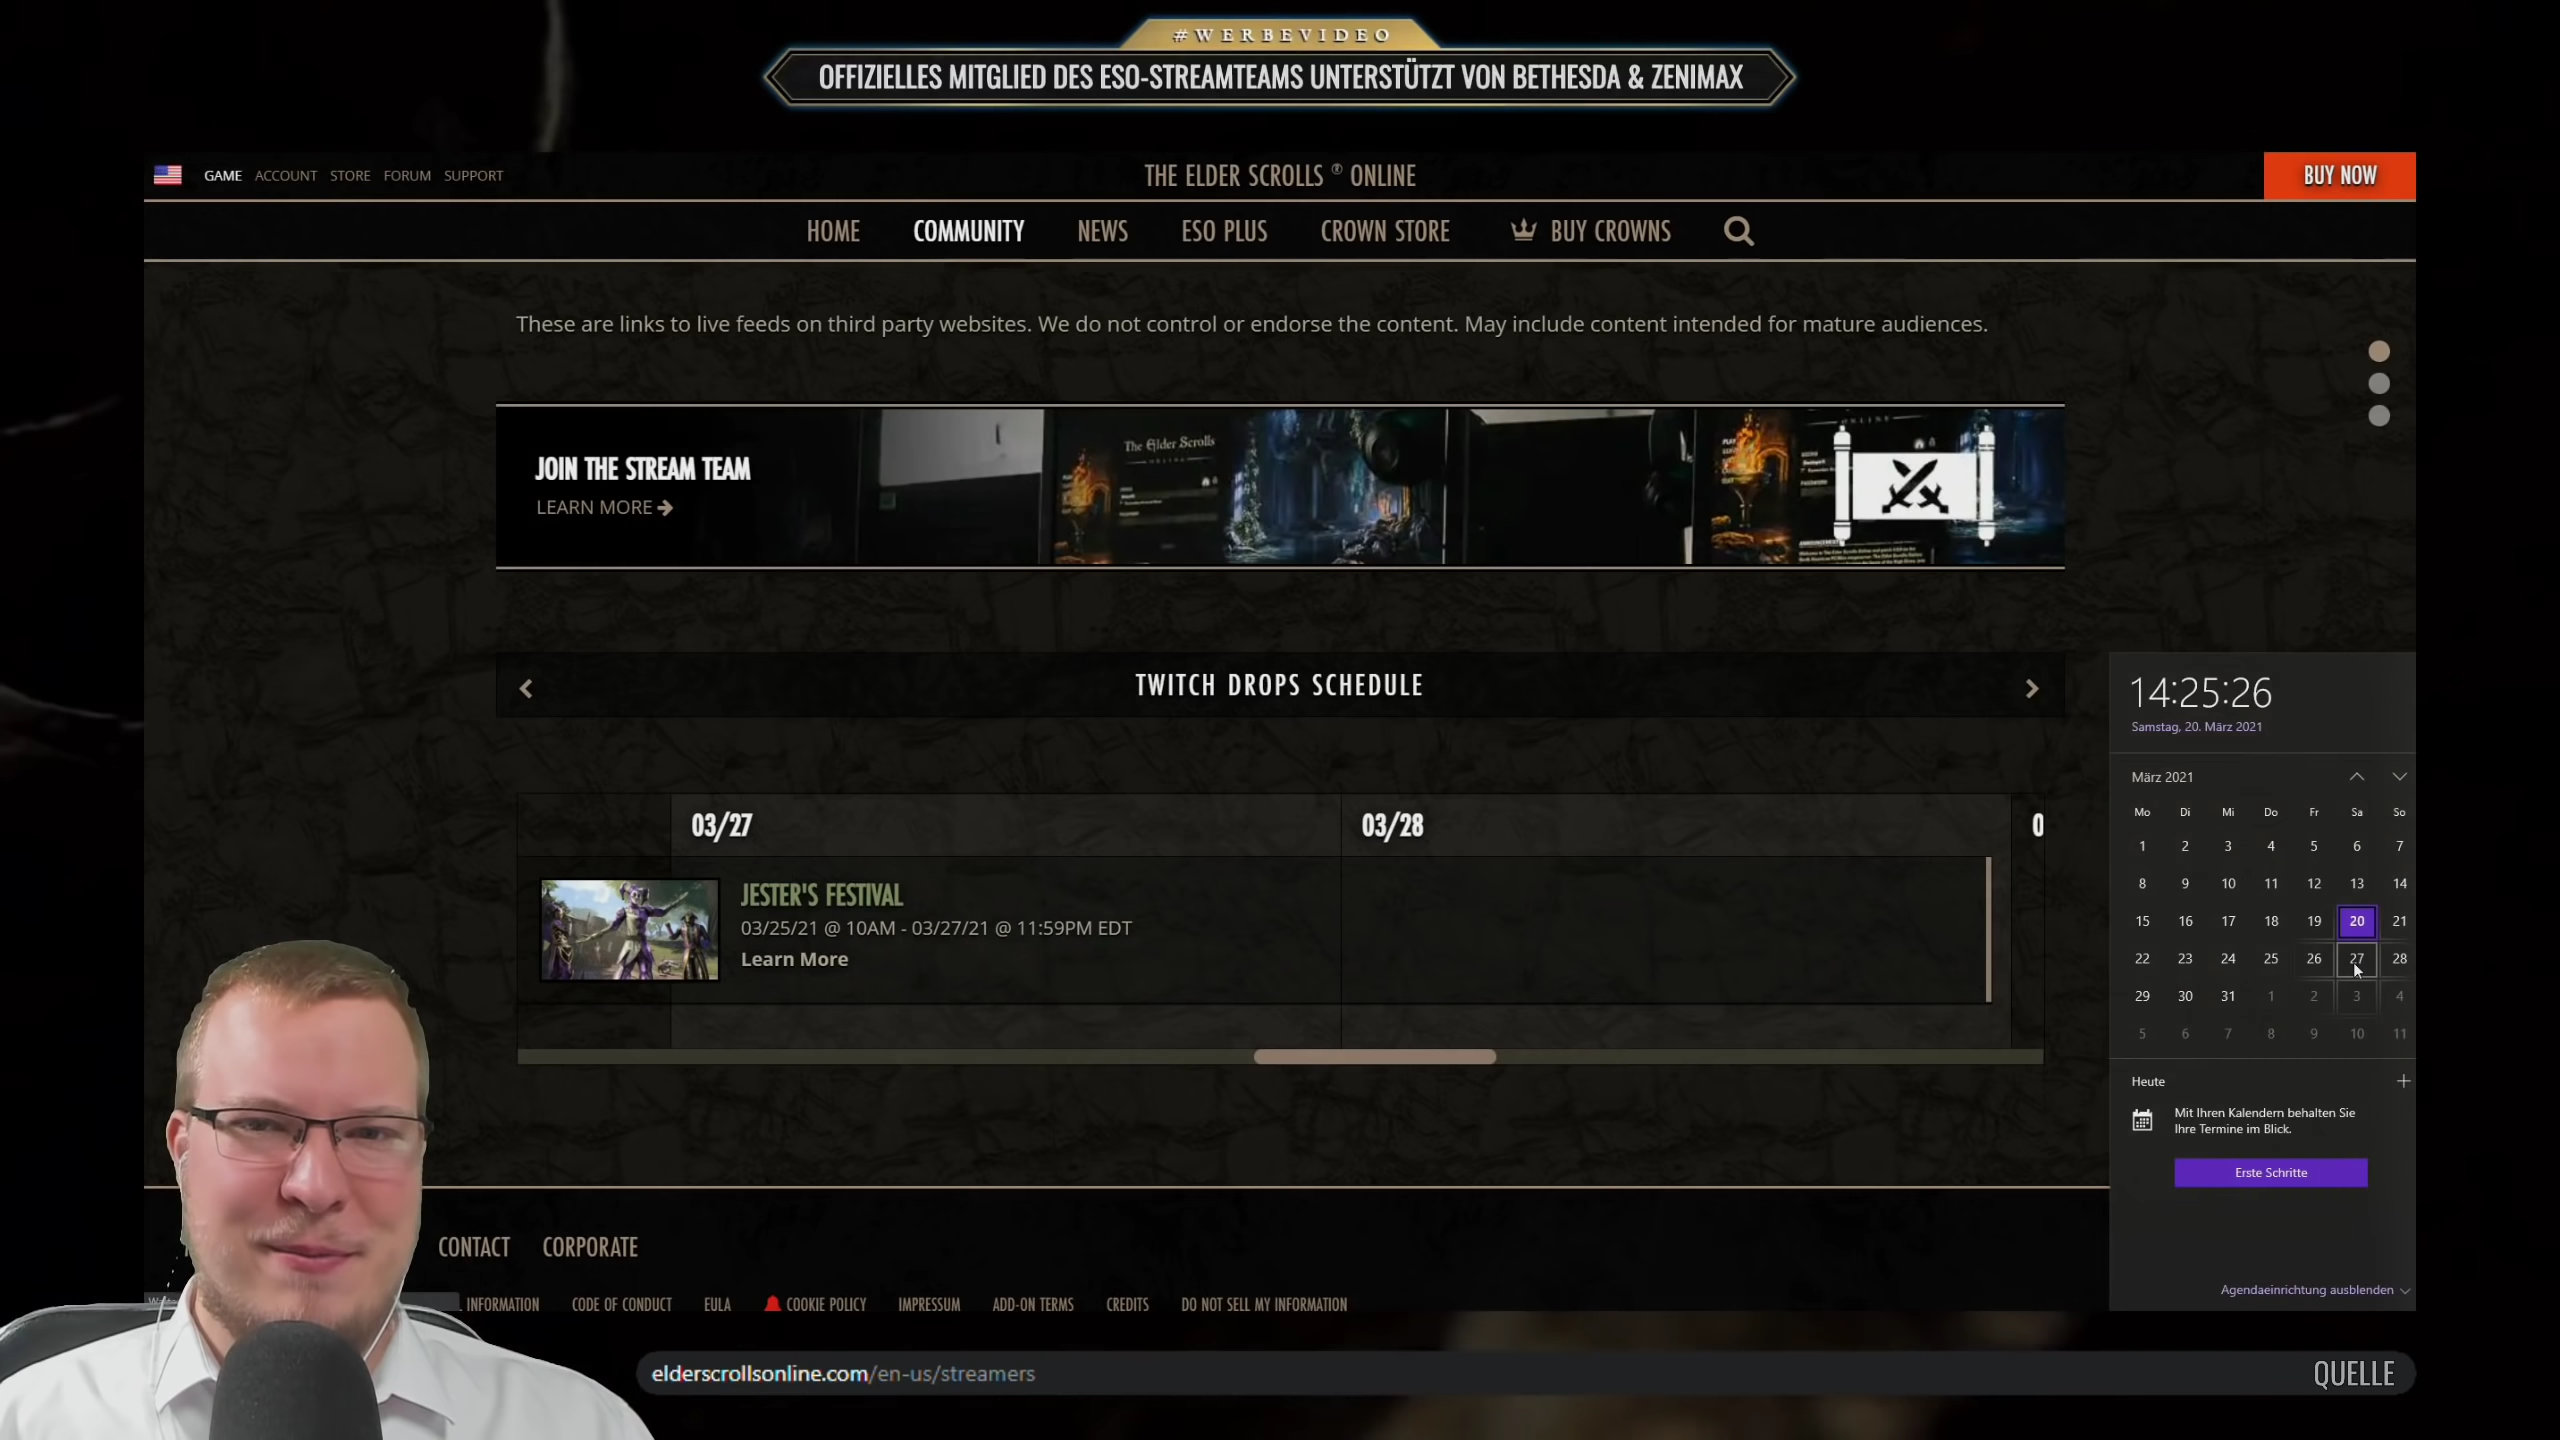 #WERBEVIDEO
OFFIZIELLES MITGLIED DES ESO-STREAMTEAMS UNTERSTÜTZT VON BETHESDA & ZENIMAX
GAME ACCOUNT STORE FORUM SUPPORT
THE ELDER SCROLLS ® ONLINE
BUY NOW
HOME COMMUNITY NEWS ESO PLUS CROWN STORE BUY CROWNS
These are links to live feeds on third party websites. We do not control or endorse the content. May include content intended for mature audiences.
The Elder Scrolls
ONLINE
JOIN THE STREAM TEAM
LEARN MORE
TWITCH DROPS SCHEDULE
03/27
03/28
0
JESTER'S FESTIVAL
03/25/21 @ 10AM - 03/27/21 @ 11:59PM EDT
Learn More
14:25:26
Samstag, 20. März 2021
März 2021
Mo Di Mi Do Fr Sa So
1 2 3 4 5 6 7
8 9 10 11 12 13 14
15 16 17 18 19 20 21
22 23 24 25 26 27 28
29 30 31 1 2 3 4
5 6 7 8 9 10 11
Heute
Mit Ihren Kalendern behalten Sie
Ihre Termine im Blick.
Erste Schritte
Agendaeinrichtung ausblenden
CONTACT CORPORATE
INFORMATION CODE OF CONDUCT EULA COOKIE POLICY IMPRESSUM ADD-ON TERMS CREDITS DO NOT SELL MY INFORMATION
elderscrollsonline.com/en-us/streamers
QUELLE